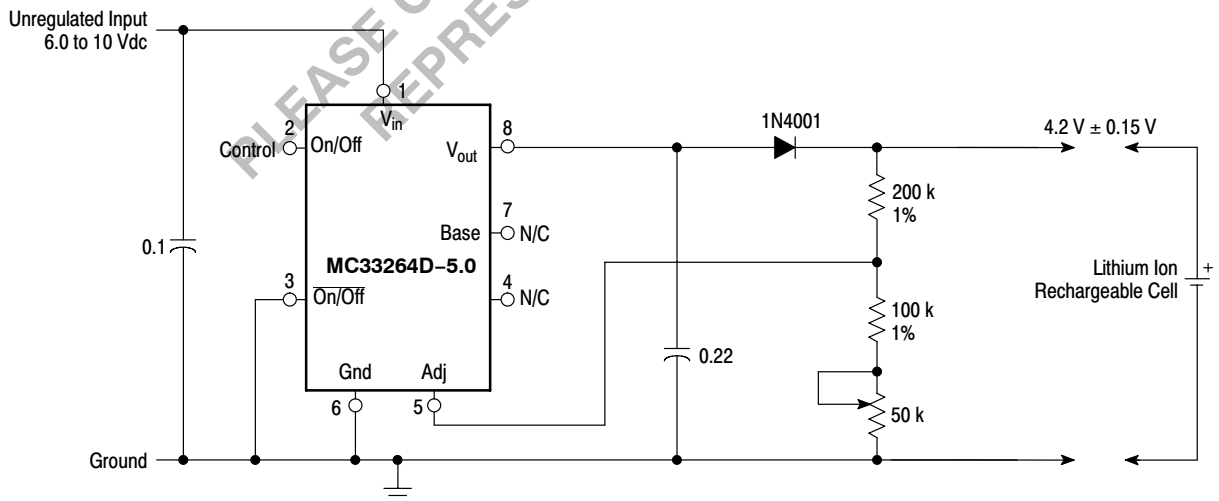 PLEASE
REPRES
Unregulated Input
6.0 to 10 Vdc
1
Vin
2
Control
On/Off
Vout
8
1N4001
4.2 V ± 0.15 V
200 k
1%
7
Base
N/C
0.1
MC33264D–5.0
3
On/Off
4
N/C
Lithium Ion
Rechargeable Cell
+
100 k
1%
0.22
Gnd
Adj
6
5
50 k
Ground